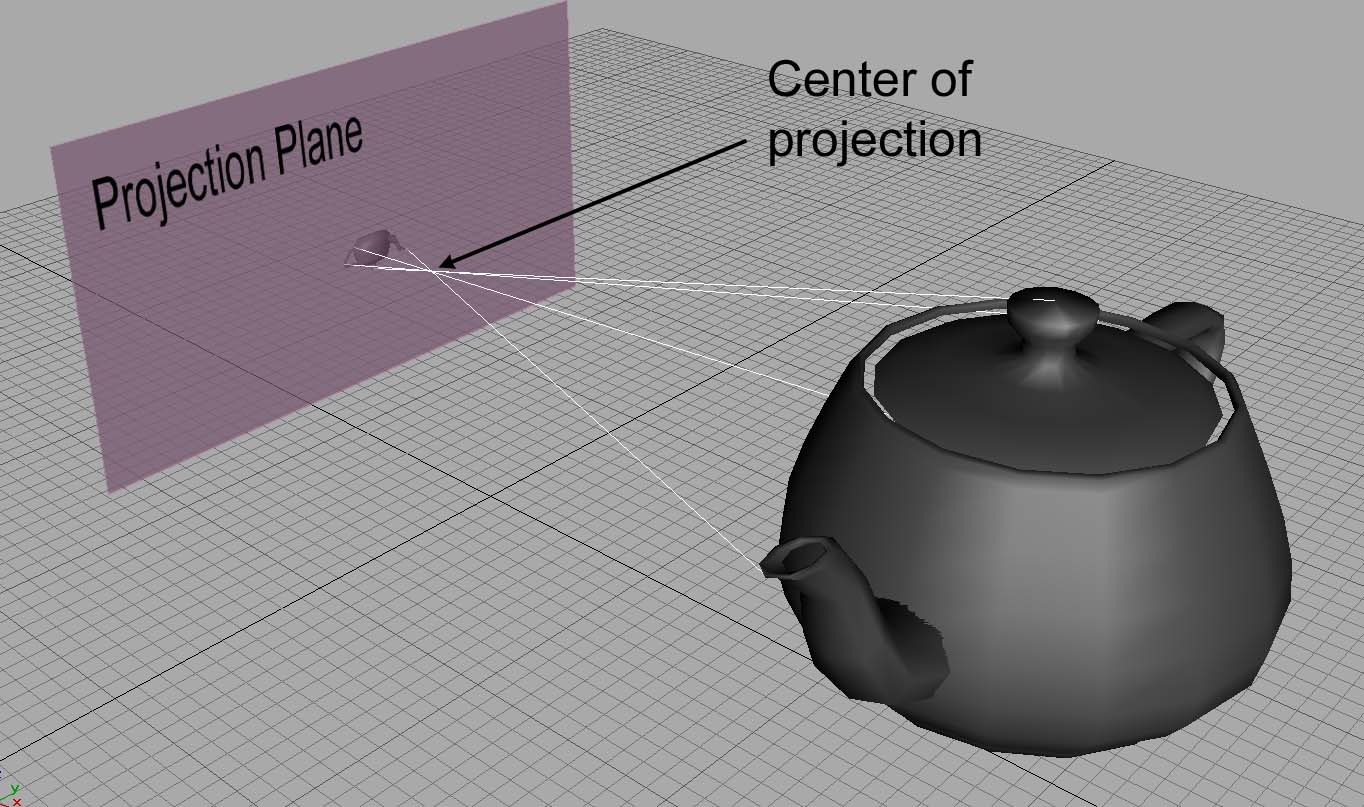 Projection Plane
Center of
projection
y
x